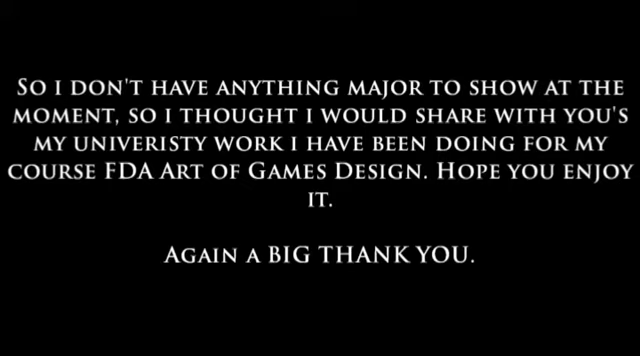 So i don't have anything major to show at the
moment, so i thought i would share with you's
my univeristy work i have been doing for my
course FDA Art of Games Design. Hope you enjoy
it.
Again a BIG THANK YOU.